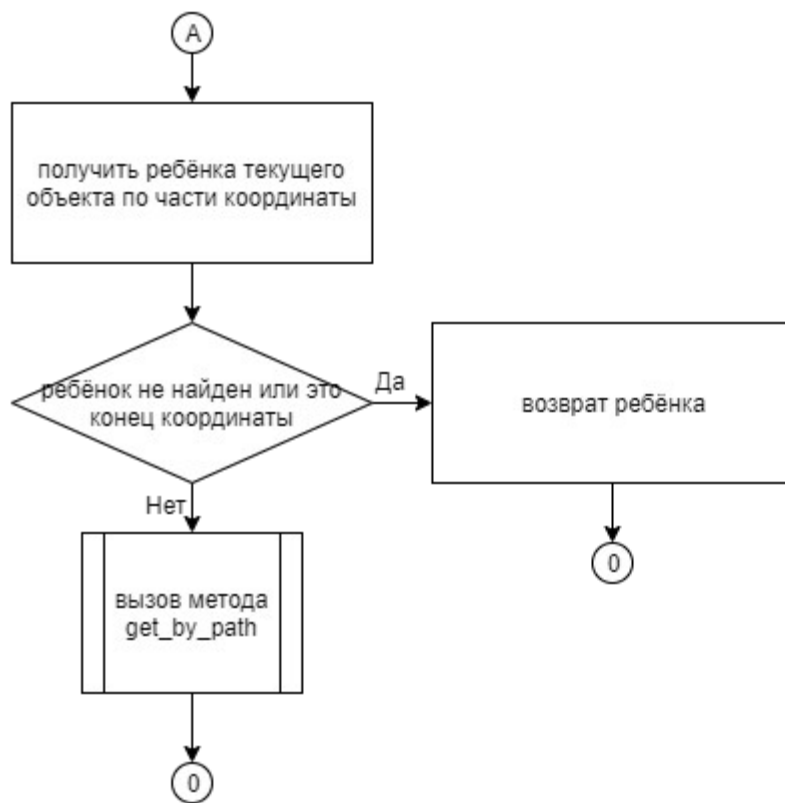 A
получить ребёнка текущего
объекта по части координаты
ребёнок не найден или это
конец координаты
Да
возврат ребёнка
Нет
0
вызов метода
get_by_path
0